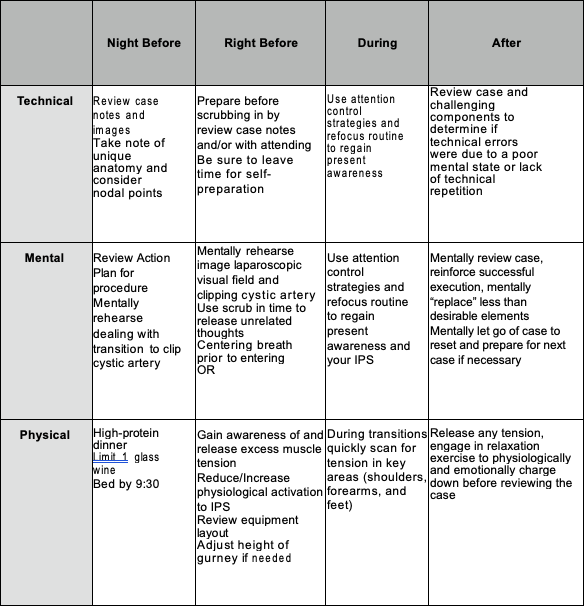 Night Before
Right Before
During
After
Technical
Review case
notes and
images
Take note of
unique
anatomy and
consider
nodal points
Prepare before
scrubbing in by
review case notes
and/or with attending
Be sure to leave
time for self-
preparation
Use attention
control
strategies and
refocus routine
to regain
present
awareness
Review case and
challenging
components to
determine if
technical errors
were due to a poor
mental state or lack
of technical
repetition
Mental
Review Action
Plan for
procedure
Mentally
rehearse
dealing with
transition to clip
cystic artery
Mentally rehearse
image laparoscopic
visual field and
clipping cystic artery
Use scrub in time to
release unrelated
thoughts
Centering breath
prior to entering
OR
Use attention
control
strategies and
refocus routine
to regain
present
awareness and
your IPS
Mentally review case,
reinforce successful
execution, mentally
“replace” less than
desirable elements
Mentally let go of case to
reset and prepare for next
case if necessary
Physical
High-protein
dinner
Limit 1 glass
wine
Bed by 9:30
Gain awareness of and
release excess muscle
tension
Reduce/Increase
physiological activation
to IPS
Review equipment
layout
Adjust height of
gurney if needed
During transitions
quickly scan for
tension in key
areas (shoulders,
forearms, and
feet)
Release any tension,
engage in relaxation
exercise to physiologically
and emotionally charge
down before reviewing the
case